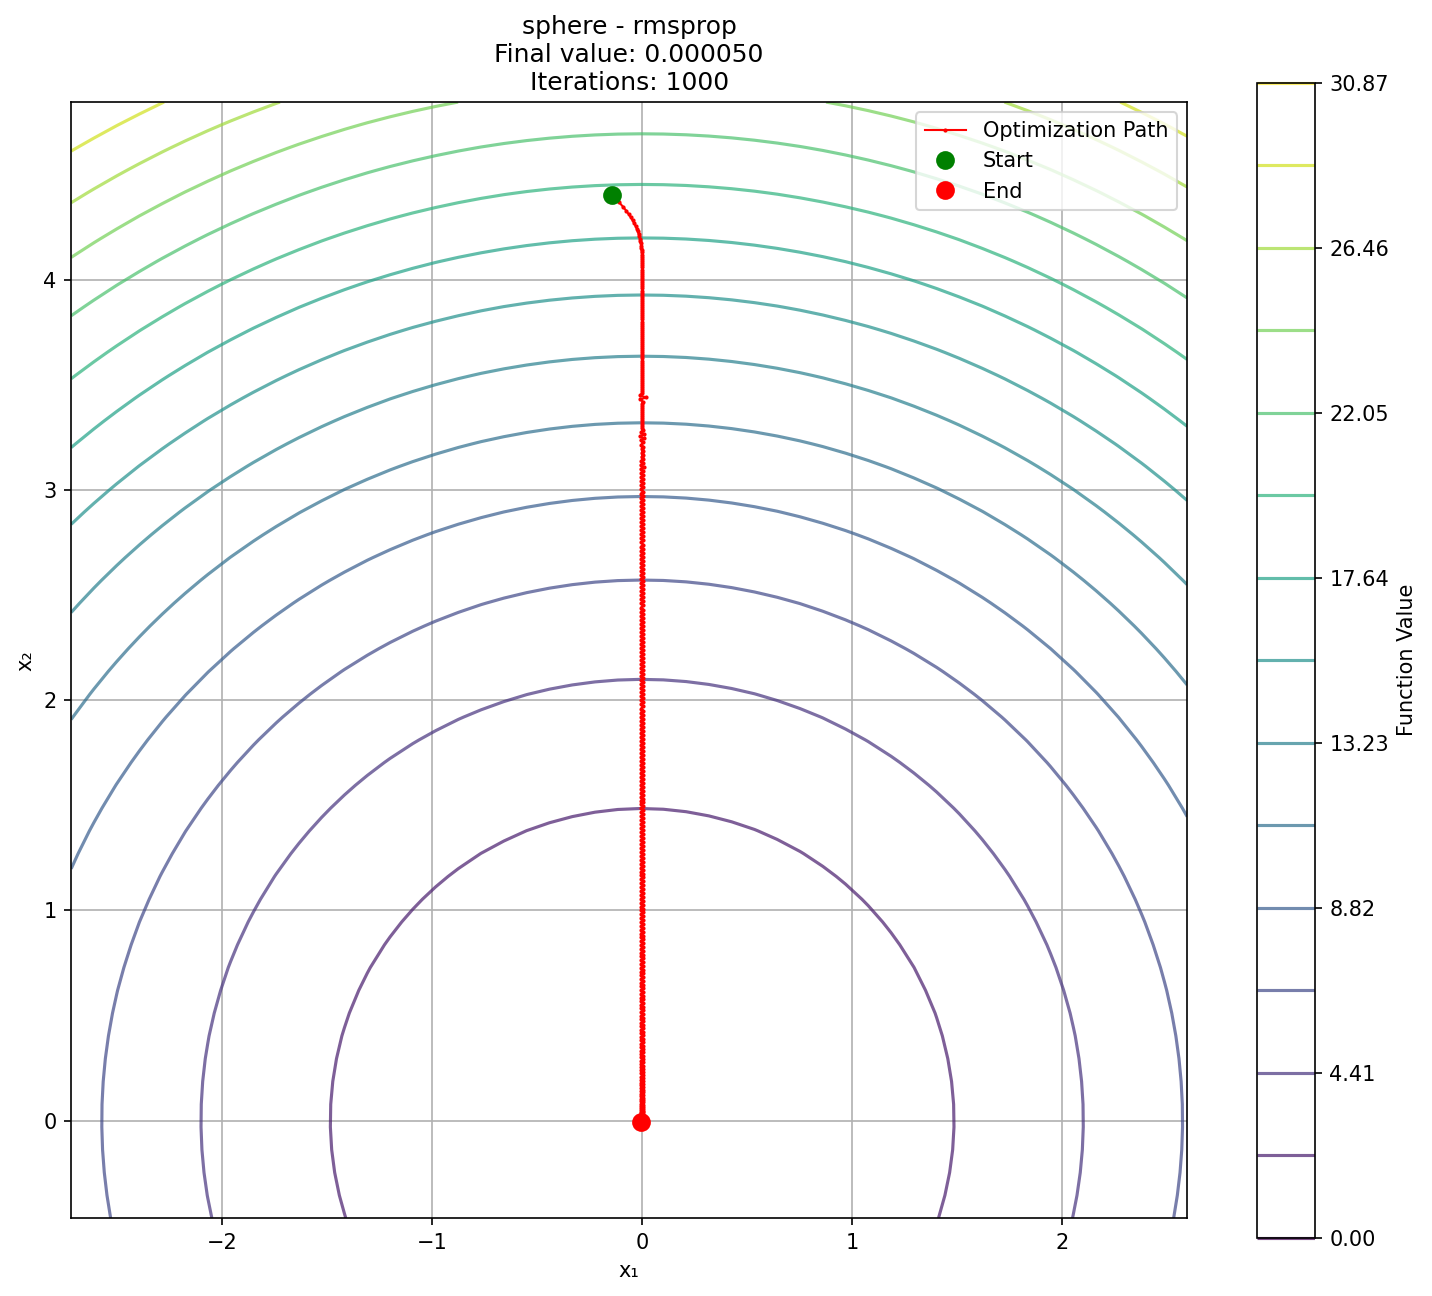 sphere - rmsprop
Final value: 0.000050
Iterations: 1000
Optimization Path
Start
End
4
3
2
1
0
x₂
−2
−1
0
1
2
x₁
30.87
26.46
22.05
17.64
13.23
8.82
4.41
0.00
Function Value